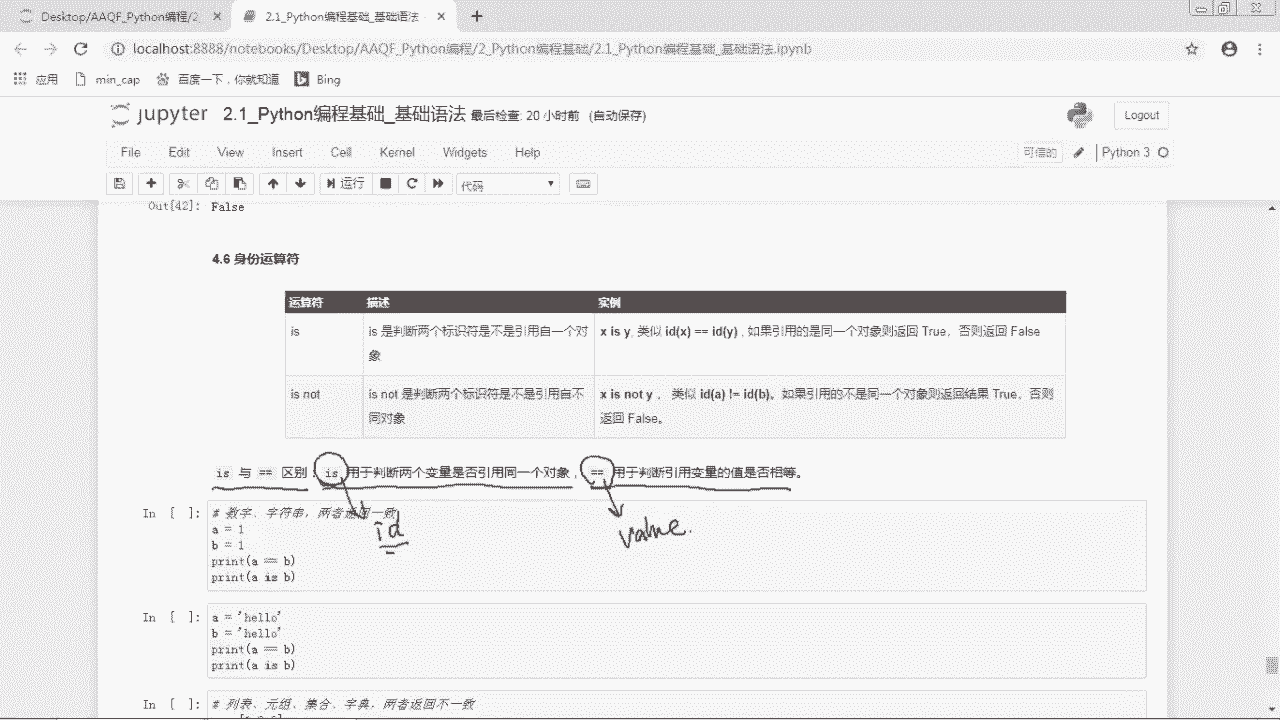 Desktop/AAQF_Python编程/2_
2.1_Python编程基础_基础语法 -
localhost:8888/notebooks/Desktop/AAQF_Python编程/2_Python编程基础/2.1_Python编程基础_基础语法.ipynb
应用 min_cap 百度一下，你就知道 Bing
jupyter 2.1_Python编程基础_基础语法 最后检查: 20 小时前 (自动保存) Logout
File Edit View Insert Cell Kernel Widgets Help 可信的 Python 3
运行 代码
Out[42]: False
4.6 身份运算符
运算符 描述 实例
is is 是判断两个标识符是不是引用自一个对象 x is y, 类似 id(x) == id(y) , 如果引用的是同一个对象则返回 True，否则返回 False
is not is not 是判断两个标识符是不是引用自不同对象 x is not y ， 类似 id(a) != id(b)。如果引用的不是同一个对象则返回结果 True，否则返回 False。
is 与 == 区别 is 用于判断两个变量是否引用同一个对象， == 用于判断引用变量的值是否相等。
id
value.
In [ ]: # 数字、字符串，两者返回一致
a = 1
b = 1
print(a == b)
print(a is b)
In [ ]: a = 'hello'
b = 'hello'
print(a == b)
print(a is b)
In [ ]: # 列表、元组、集合、字典，两者返回不一致